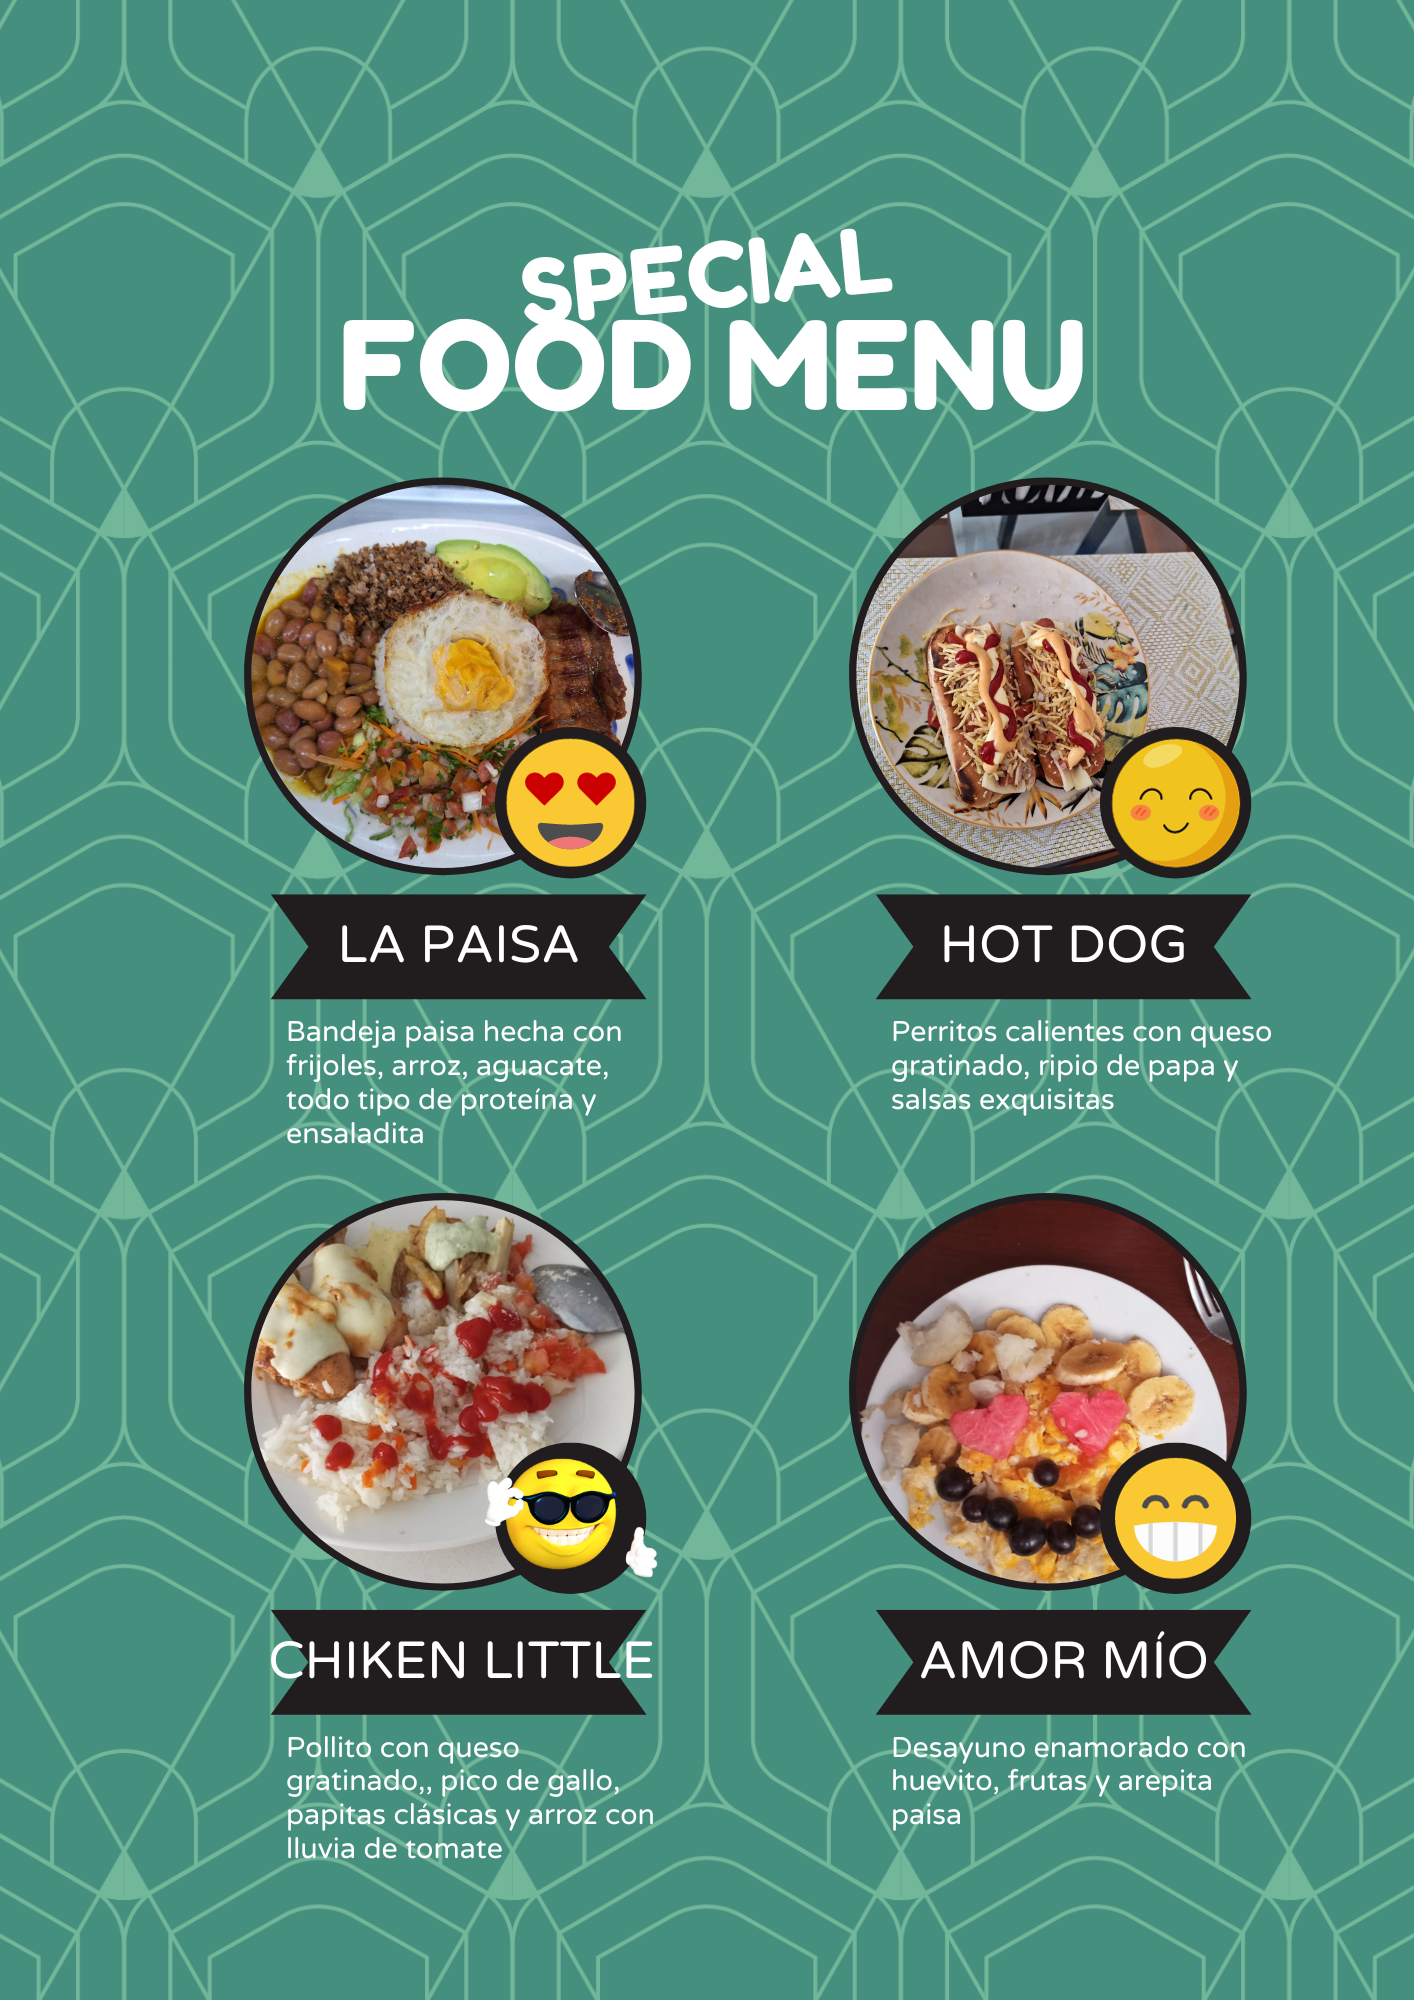 SPECIAL
FOOD MENU
LA PAISA
Bandeja paisa hecha con
frijoles, arroz, aguacate,
todo tipo de proteína y
ensaladita
HOT DOG
Perritos calientes con queso
gratinado, ripio de papa y
salsas exquisitas
CHIKEN LITTLE
Pollito con queso
gratinado,, pico de gallo,
papitas clásicas y arroz con
lluvia de tomate
AMOR MÍO
Desayuno enamorado con
huevito, frutas y arepita
paisa